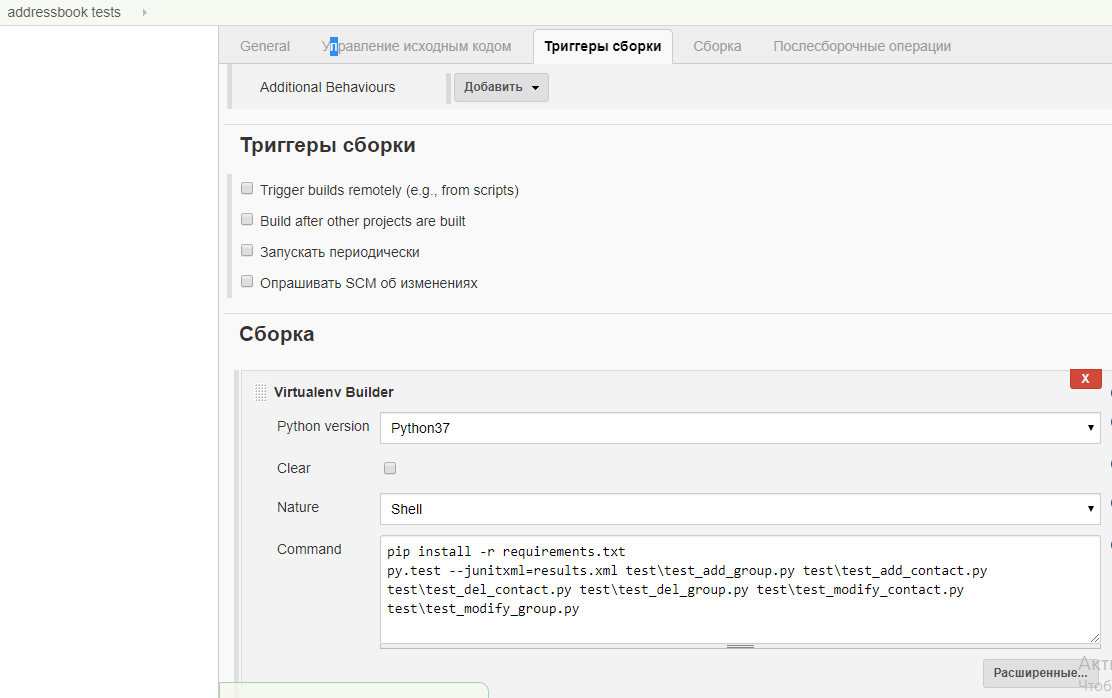 addressbook tests
General Управление исходным кодом Триггеры сборки Сборка Послесборочные операции
Additional Behaviours Добавить
Триггеры сборки
Trigger builds remotely (e.g., from scripts)
Build after other projects are built
Запускать периодически
Опрашивать SCM об изменениях
Сборка
X
Virtualenv Builder
Python version Python37
Clear
Nature Shell
Command
pip install -r requirements.txt
py.test --junitxml=results.xml test\test_add_group.py test\test_add_contact.py
test\test_del_contact.py test\test_del_group.py test\test_modify_contact.py
test\test_modify_group.py
Расширенные...
Акти
Чтоб